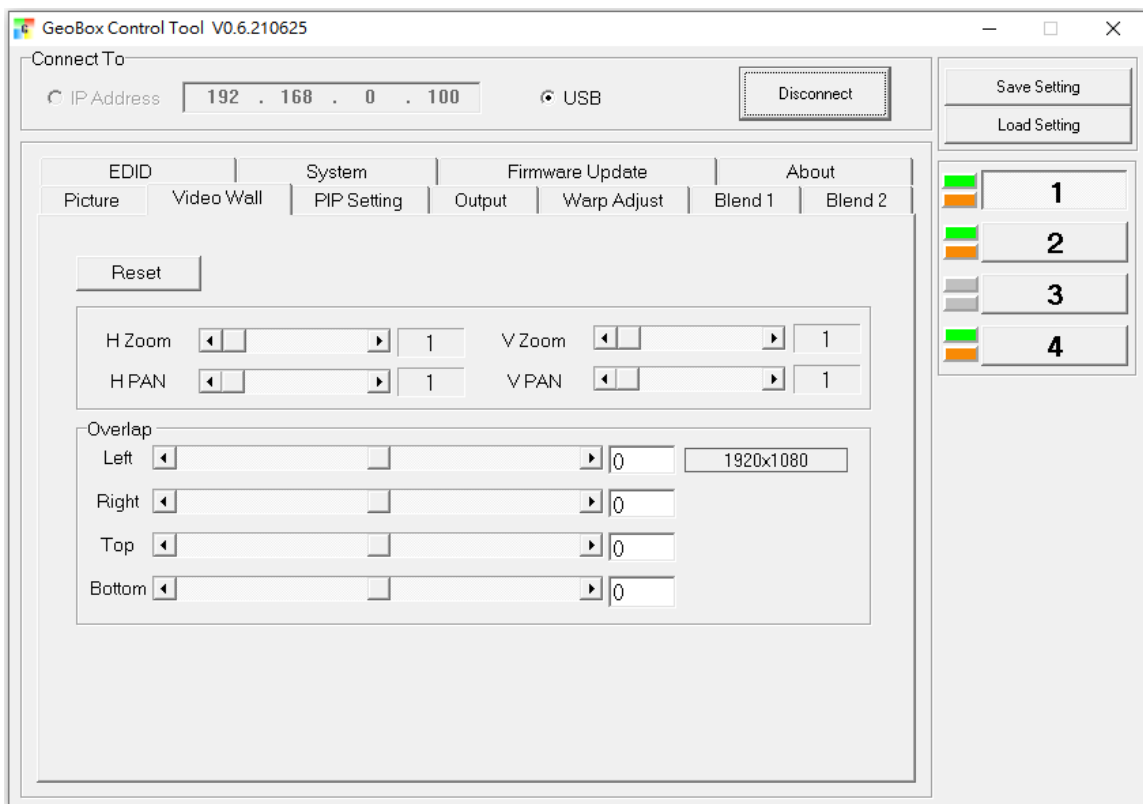 GeoBox Control Tool V0.6.210625
Connect To
IP Address 192 . 168 . 0 . 100 USB Disconnect
Save Setting
Load Setting
EDID System Firmware Update About
Picture Video Wall PIP Setting Output Warp Adjust Blend 1 Blend 2
1
2
3
4
Reset
H Zoom 1 V Zoom 1
H PAN 1 V PAN 1
Overlap
Left 0 1920x1080
Right 0
Top 0
Bottom 0